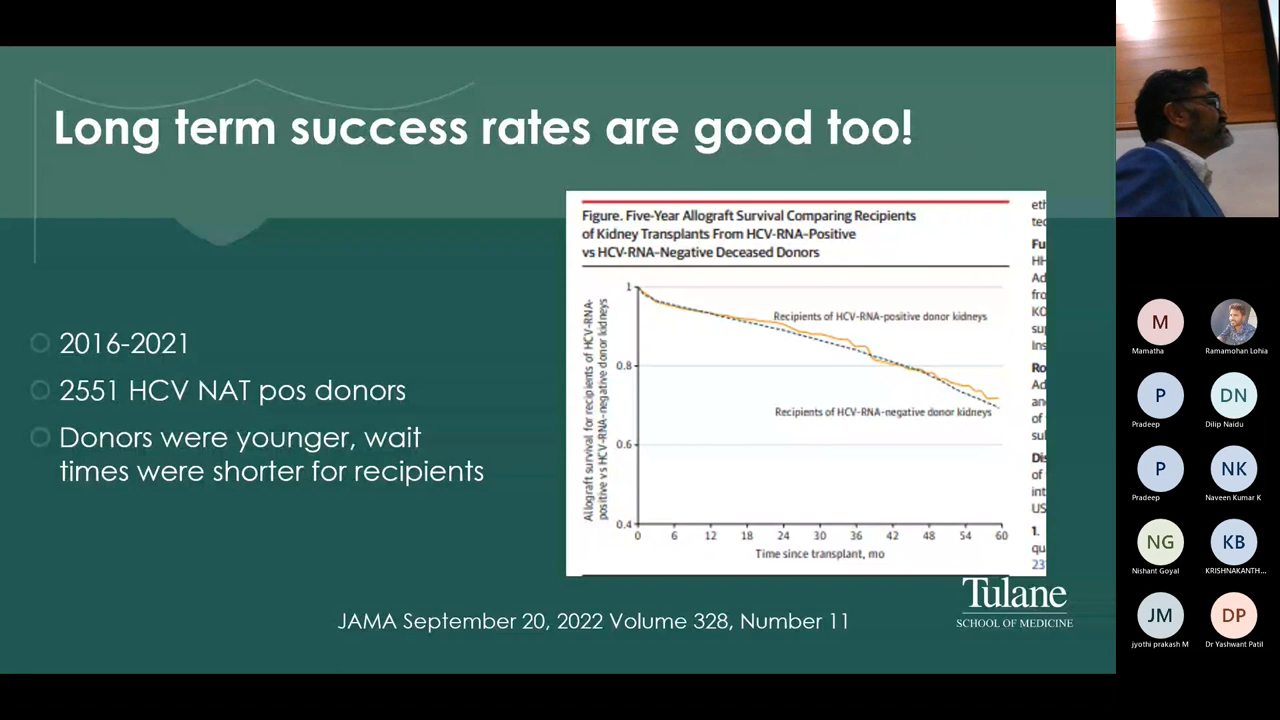 Long term success rates are good too!
2016-2021
2551 HCV NAT pos donors
Donors were younger, wait
times were shorter for recipients
Figure. Five-Year Allograft Survival Comparing Recipients
of Kidney Transplants From HCV-RNA-Positive
vs HCV-RNA-Negative Deceased Donors
Allograft survival for recipients of HCV-RNA-
positive vs HCV-RNA-negative donor kidneys
1
0.8
0.6
0.4
Recipients of HCV-RNA-positive donor kidneys
Recipients of HCV-RNA-negative donor kidneys
0 6 12 18 24 30 36 42 48 54 60
Time since transplant, mo
JAMA September 20, 2022 Volume 328, Number 11
Tulane
SCHOOL OF MEDICINE
M
Mamatha
Ramamohan Lohia
P
Pradeep
DN
Dilip Naidu
P
Pradeep
NK
Naveen Kumar K
NG
Nishant Goyal
KB
KRISHNAKANTH...
JM
jyothi prakash M
DP
Dr Yashwant Patil